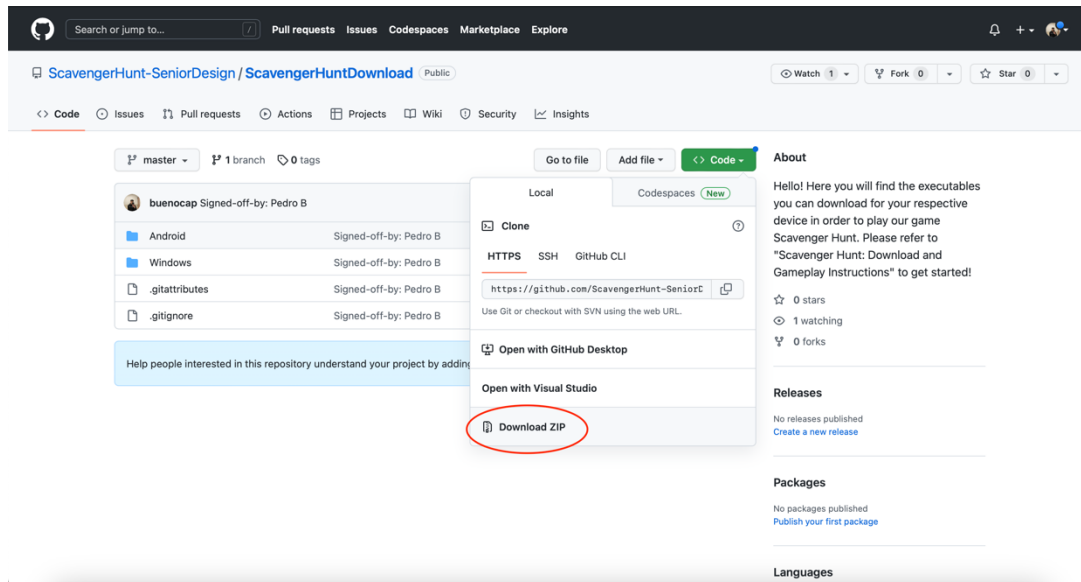 Search or jump to... / Pull requests Issues Codespaces Marketplace Explore
ScavengerHunt-SeniorDesign / ScavengerHuntDownload Public
Watch 1 Fork 0 Star 0
<> Code Issues Pull requests Actions Projects Wiki Security Insights
master 1 branch 0 tags Go to file Add file <> Code
buenocap Signed-off-by: Pedro B
Android Signed-off-by: Pedro B
Windows Signed-off-by: Pedro B
.gitattributes Signed-off-by: Pedro B
.gitignore Signed-off-by: Pedro B
Help people interested in this repository understand your project by adding
Local Codespaces New
Clone
HTTPS SSH GitHub CLI
https://github.com/ScavengerHunt-SeniorD
Use Git or checkout with SVN using the web URL.
Open with GitHub Desktop
Open with Visual Studio
Download ZIP
About
Hello! Here you will find the executables
you can download for your respective
device in order to play our game
Scavenger Hunt. Please refer to
"Scavenger Hunt: Download and
Gameplay Instructions" to get started!
0 stars
1 watching
0 forks
Releases
No releases published
Create a new release
Packages
No packages published
Publish your first package
Languages